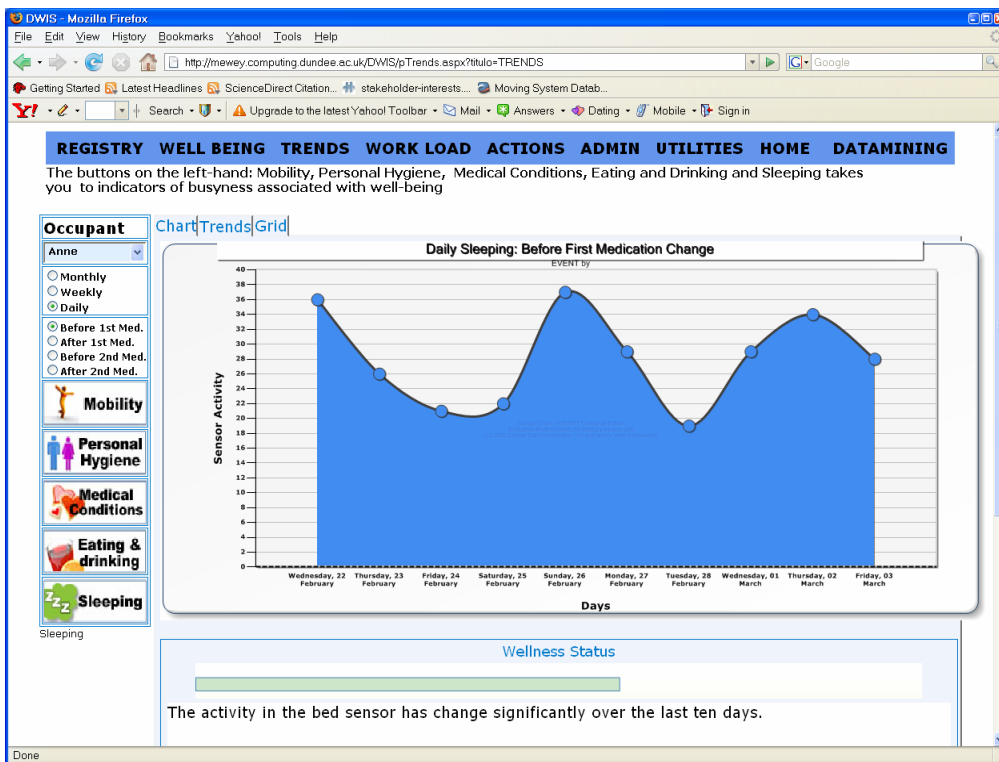 DWIS - Mozilla Firefox
File Edit View History Bookmarks Yahoo! Tools Help
http://mewey.computing.dundee.ac.uk/DWIS/pTrends.aspx?titulo=TRENDS
Google
Getting Started Latest Headlines ScienceDirect Citation... stakeholder-interests.... Moving System Datab...
Y! Search Upgrade to the latest Yahoo! Toolbar Mail Answers Dating Mobile Sign in
REGISTRY WELL BEING TRENDS WORK LOAD ACTIONS ADMIN UTILITIES HOME DATAMINING
The buttons on the left-hand: Mobility, Personal Hygiene, Medical Conditions, Eating and Drinking and Sleeping takes
you to indicators of busyness associated with well-being
Occupant
Anne
Monthly
Weekly
Daily
Before 1st Med.
After 1st Med.
Before 2nd Med.
After 2nd Med.
Mobility
Personal
Hygiene
Medical
Conditions
Eating &
drinking
zzz Sleeping
Sleeping
Chart Trends Grid
Daily Sleeping: Before First Medication Change
EVENT by
40
38
36
34
32
30
28
26
24
22
20
18
16
14
12
10
8
6
4
2
0
Sensor Activity
Wednesday, 22 Thursday, 23 Friday, 24 Saturday, 25 Sunday, 26 Monday, 27 Tuesday, 28 Wednesday, 01 Thursday, 02 Friday, 03
February February February February February February February March March March
Days
Wellness Status
The activity in the bed sensor has change significantly over the last ten days.
Done